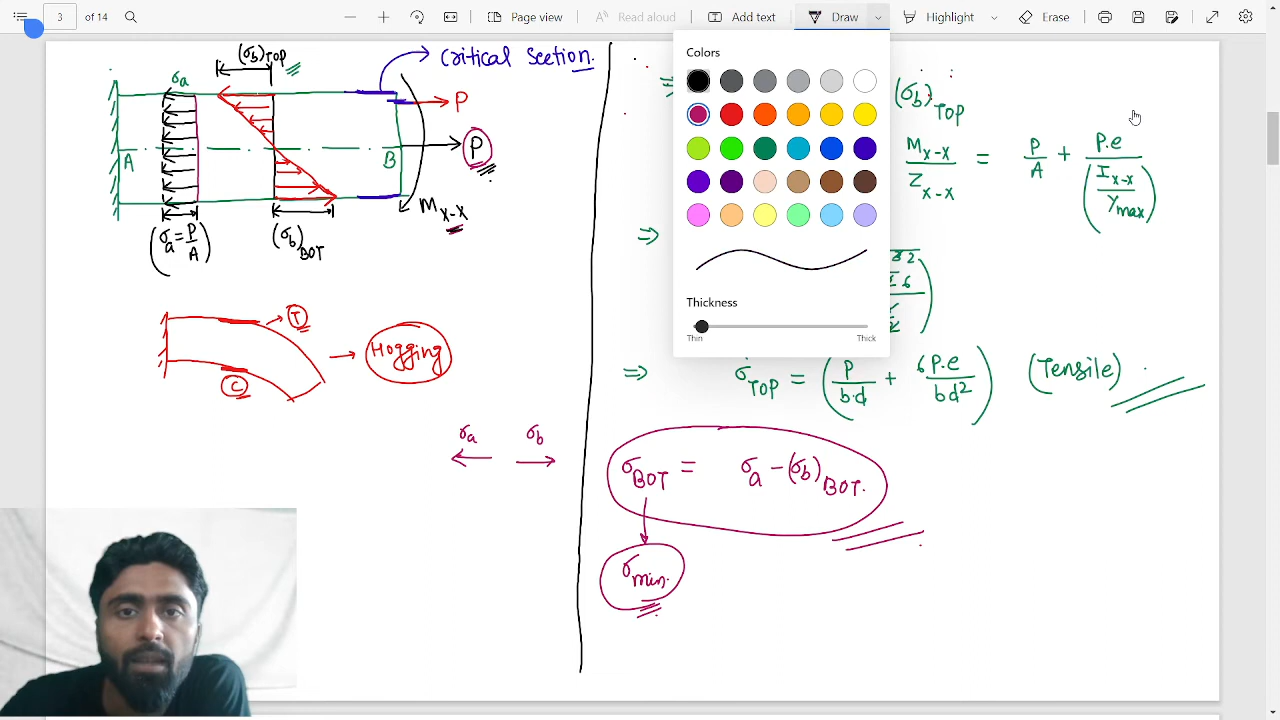 3 of 14
Page view
Read aloud
Add text
Draw
Highlight
Erase
Colors
Thickness
Thin Thick
(σb)TOP
σa
Critical Section.
P
A
B
P
Mx-x
(σa = P/A)
(σb)BOT
T
Hogging
C
σa σb
(σb)TOP
Mx-x/Zx-x = P/A + P.e/(Ix-x/Ymax)
⇒
⇒ σTOP = (P/b.d + 6P.e/bd²) (Tensile)
σBOT = σa - (σb)BOT.
σmin.